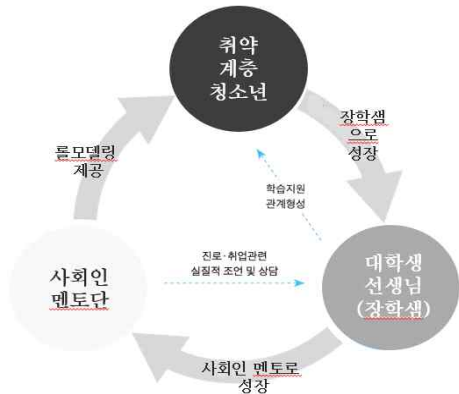 취약
계층
청소년
장학샘
으로
성장
롤모델링
제공
학습지원
관계형성
진로·취업관련
실질적 조언 및 상담
사회인
멘토단
대학생
선생님
(장학샘)
사회인 멘토로
성장